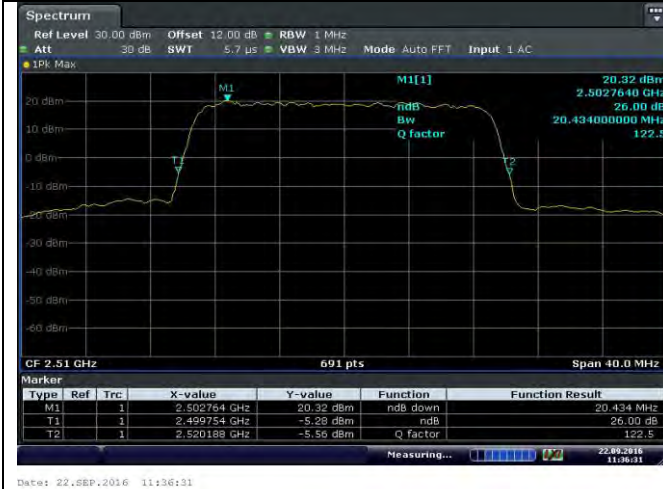 Spectrum
Ref Level 30.00 dBm Offset 12.00 dB RBW 1 MHz
Att 30 dB SWT 5.7 µs VBW 3 MHz Mode Auto FFT Input 1 AC
1Pk Max
M1[1] 20.32 dBm
2.5027640 GHz
ndB 26.00 dB
Bw 20.434000000 MHz
Q factor 122.5
M1
T1
T2
20 dBm
10 dBm
0 dBm
-10 dBm
-20 dBm
-30 dBm
-40 dBm
-50 dBm
-60 dBm
CF 2.51 GHz 691 pts Span 40.0 MHz
Marker
Type Ref Trc X-value Y-value Function Function Result
M1 1 2.502764 GHz 20.32 dBm ndB down 20.434 MHz
T1 1 2.499754 GHz -5.28 dBm ndB 26.00 dB
T2 1 2.520188 GHz -5.56 dBm Q factor 122.5
Measuring... 22.09.2016
11:36:31
Date: 22.SEP.2016 11:36:31